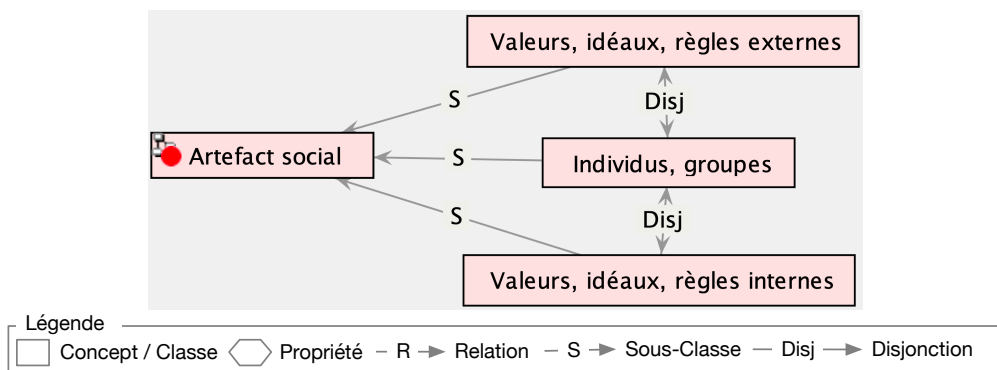 Valeurs, idéaux, règles externes
S
Disj
Artefact social
S
Individus, groupes
S
Disj
Valeurs, idéaux, règles internes
Légende
Concept / Classe Propriété R Relation S Sous-Classe Disj Disjonction